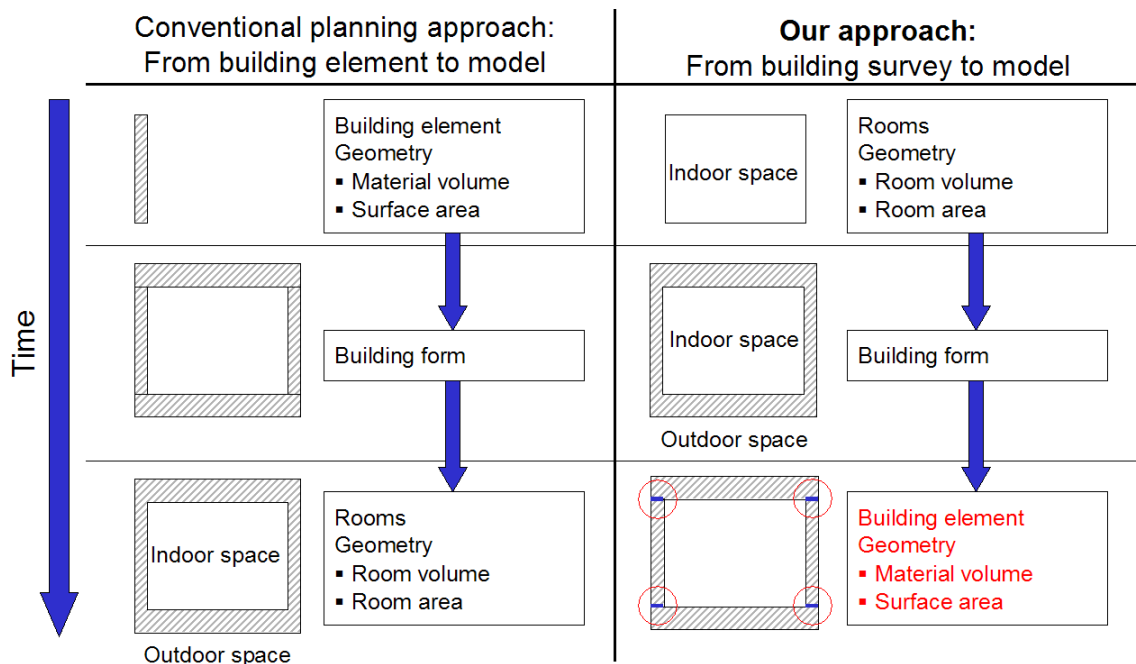 Conventional planning approach:
From building element to model
Our approach:
From building survey to model
Time
Building element
Geometry
▪ Material volume
▪ Surface area
Indoor space
Rooms
Geometry
▪ Room volume
▪ Room area
Building form
Indoor space
Outdoor space
Building form
Indoor space
Outdoor space
Rooms
Geometry
▪ Room volume
▪ Room area
Building element
Geometry
▪ Material volume
▪ Surface area